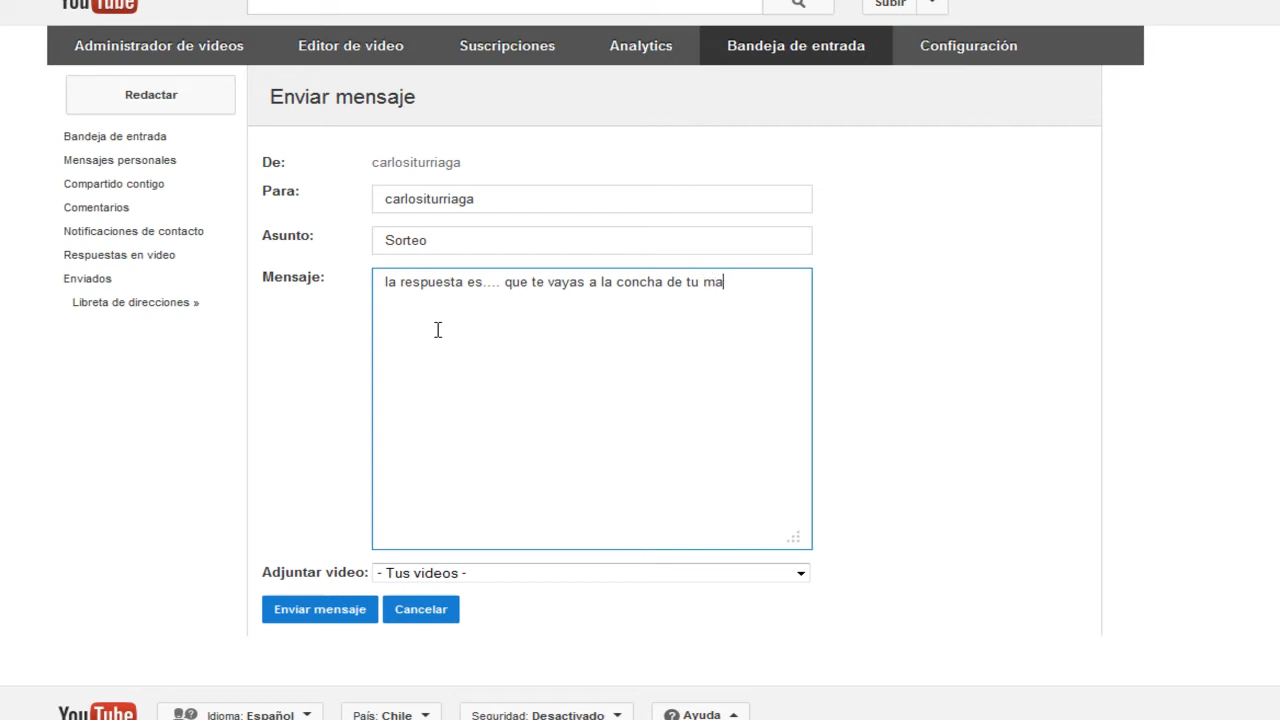 YouTube
Subir
Administrador de videos Editor de video Suscripciones Analytics Bandeja de entrada Configuración
Redactar
Enviar mensaje
Bandeja de entrada
Mensajes personales
Compartido contigo
Comentarios
Notificaciones de contacto
Respuestas en video
Enviados
Libreta de direcciones »
De: carlositurriaga
Para: carlositurriaga
Asunto: Sorteo
Mensaje: la respuesta es.... que te vayas a la concha de tu ma
Adjuntar video: - Tus videos -
Enviar mensaje Cancelar
YouTube Idioma: Español País: Chile Seguridad: Desactivado Ayuda